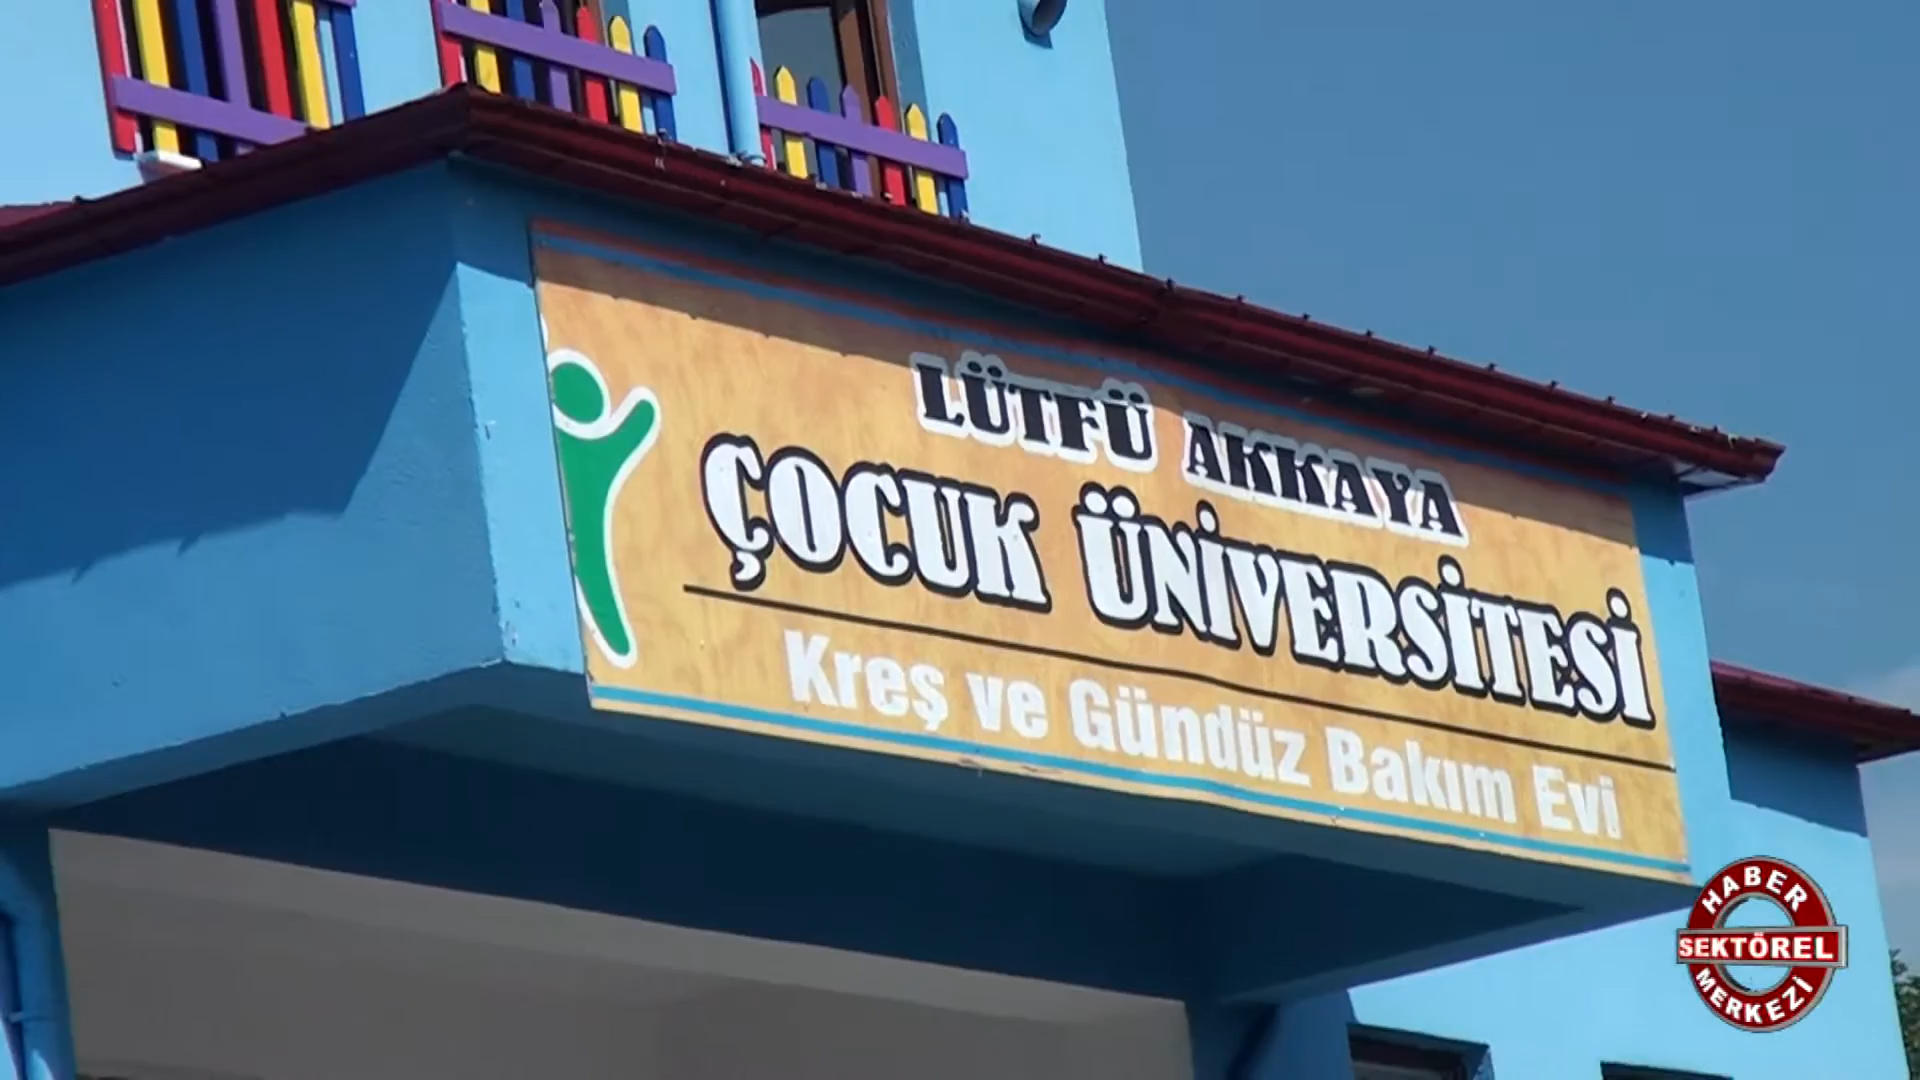 LÜTFÜ AKKAYA
ÇOCUK ÜNİVERSİTESİ
Kreş ve Gündüz Bakım Evi
HABER
SEKTÖREL
MERKEZİ